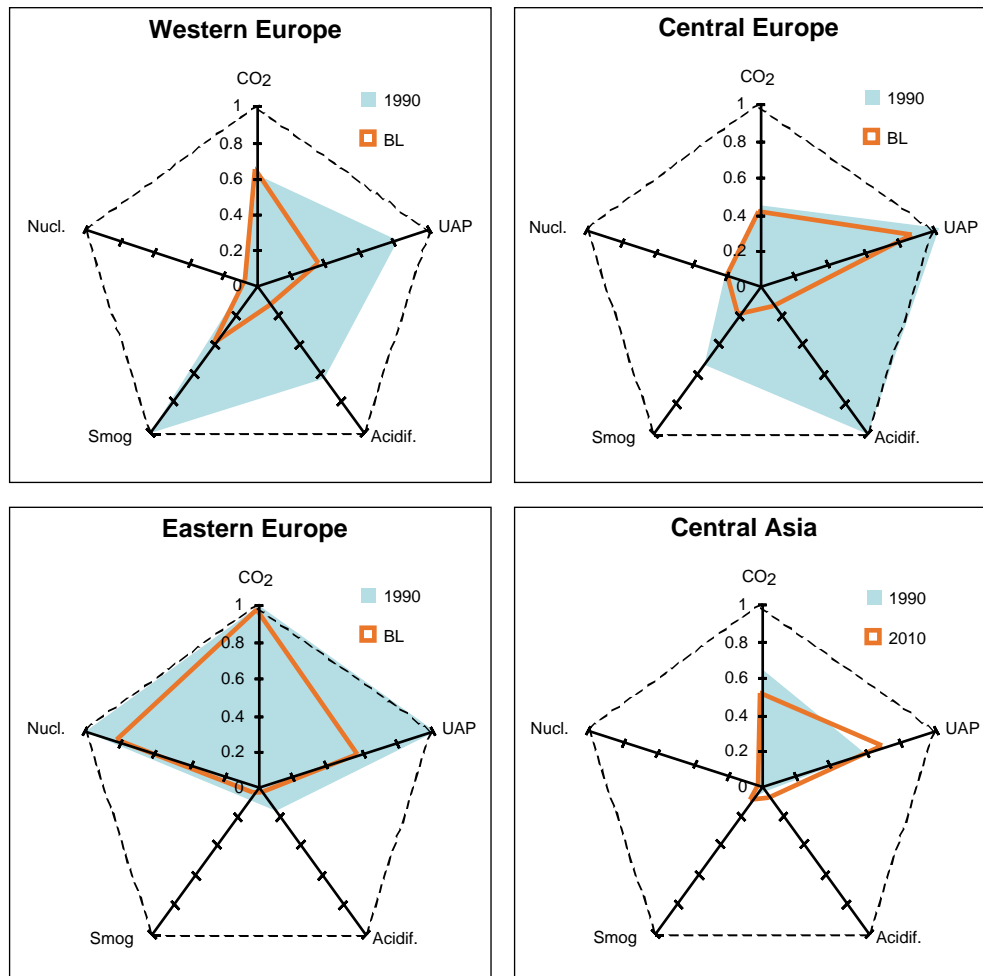 Western Europe
CO2
1990
BL
1
0.8
0.6
0.4
0.2
0
Nucl.
UAP
Smog
Acidif.
Central Europe
CO2
1990
BL
1
0.8
0.6
0.4
0.2
0
Nucl.
UAP
Smog
Acidif.
Eastern Europe
CO2
1990
BL
1
0.8
0.6
0.4
0.2
0
Nucl.
UAP
Smog
Acidif.
Central Asia
CO2
1990
2010
1
0.8
0.6
0.4
0.2
0
Nucl.
UAP
Smog
Acidif.